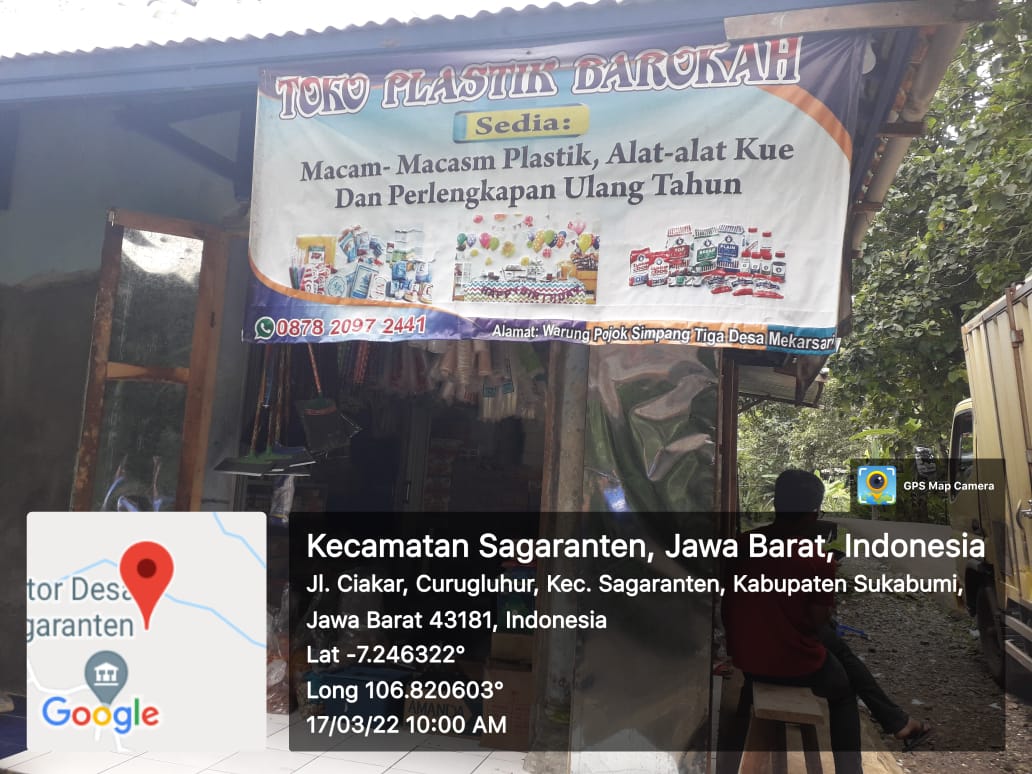 TOKO PLASTIK BAROKAH
Sedia:
Macam- Macasm Plastik, Alat-alat Kue
Dan Perlengkapan Ulang Tahun
0878 2097 2441
Alamat: Warung Pojok Simpang Tiga Desa Mekarsari
GPS Map Camera
Kecamatan Sagaranten, Jawa Barat, Indonesia
Jl. Ciakar, Curugluhur, Kec. Sagaranten, Kabupaten Sukabumi,
Jawa Barat 43181, Indonesia
Lat -7.246322°
Long 106.820603°
17/03/22 10:00 AM
tor Desa
garanten
Google
AMANDA